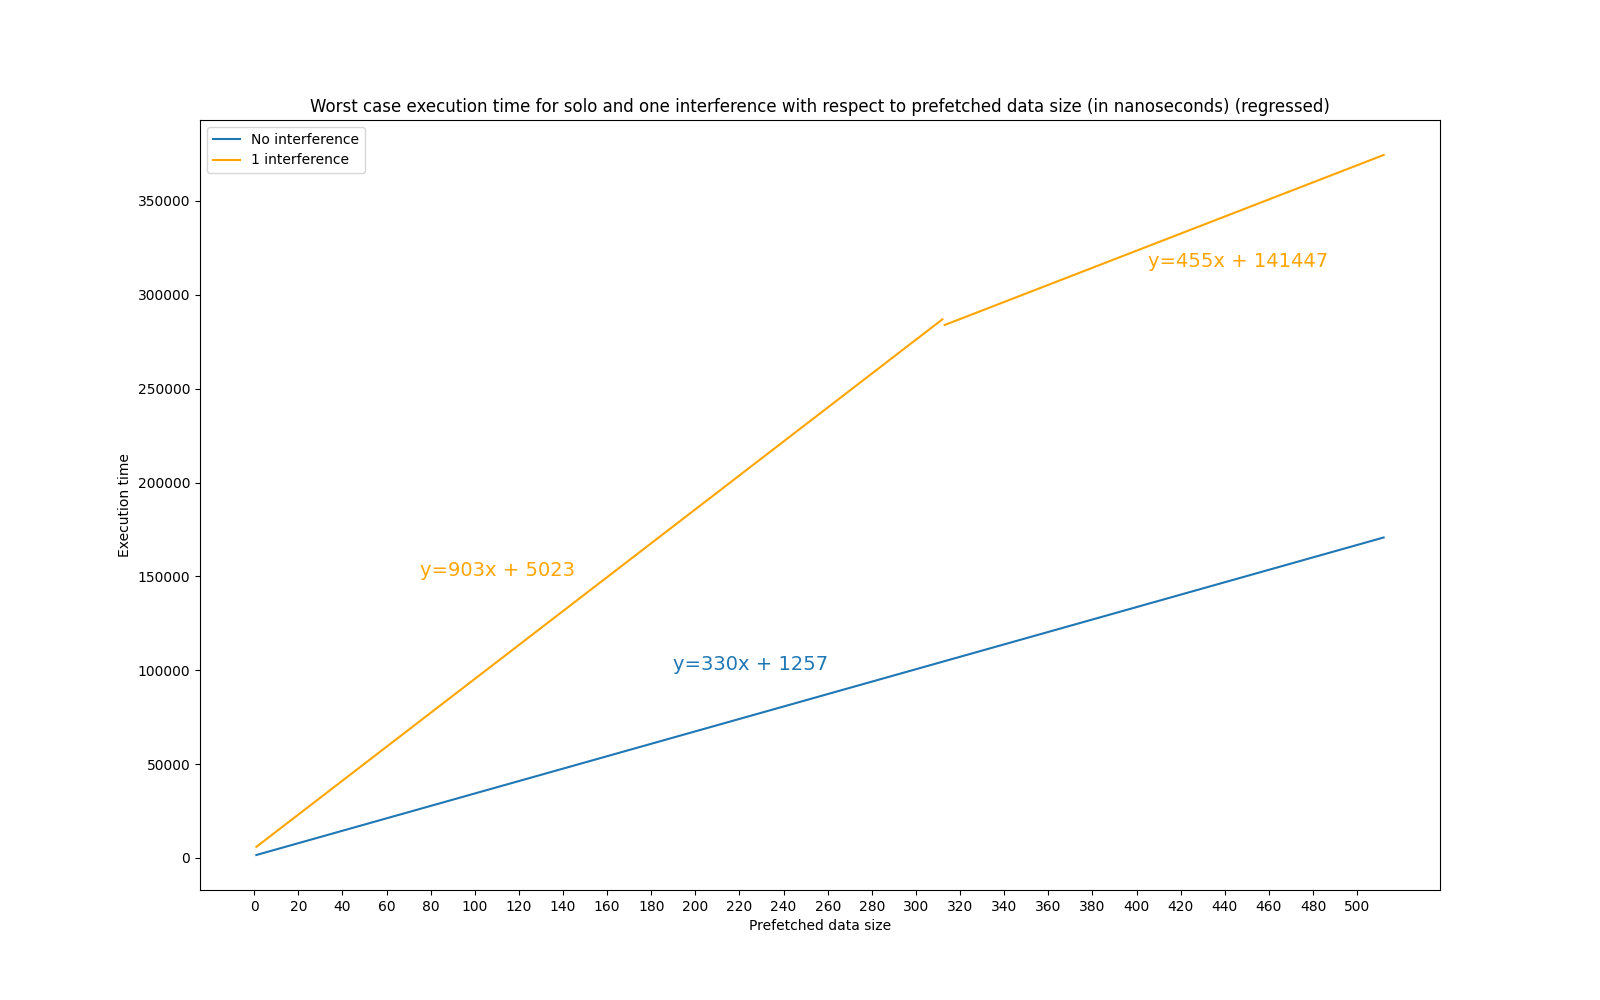 Worst case execution time for solo and one interference with respect to prefetched data size (in nanoseconds) (regressed)
No interference
1 interference
350000
300000
250000
200000
150000
100000
50000
0
Execution time
y=455x + 141447
y=903x + 5023
y=330x + 1257
0 20 40 60 80 100 120 140 160 180 200 220 240 260 280 300 320 340 360 380 400 420 440 460 480 500
Prefetched data size